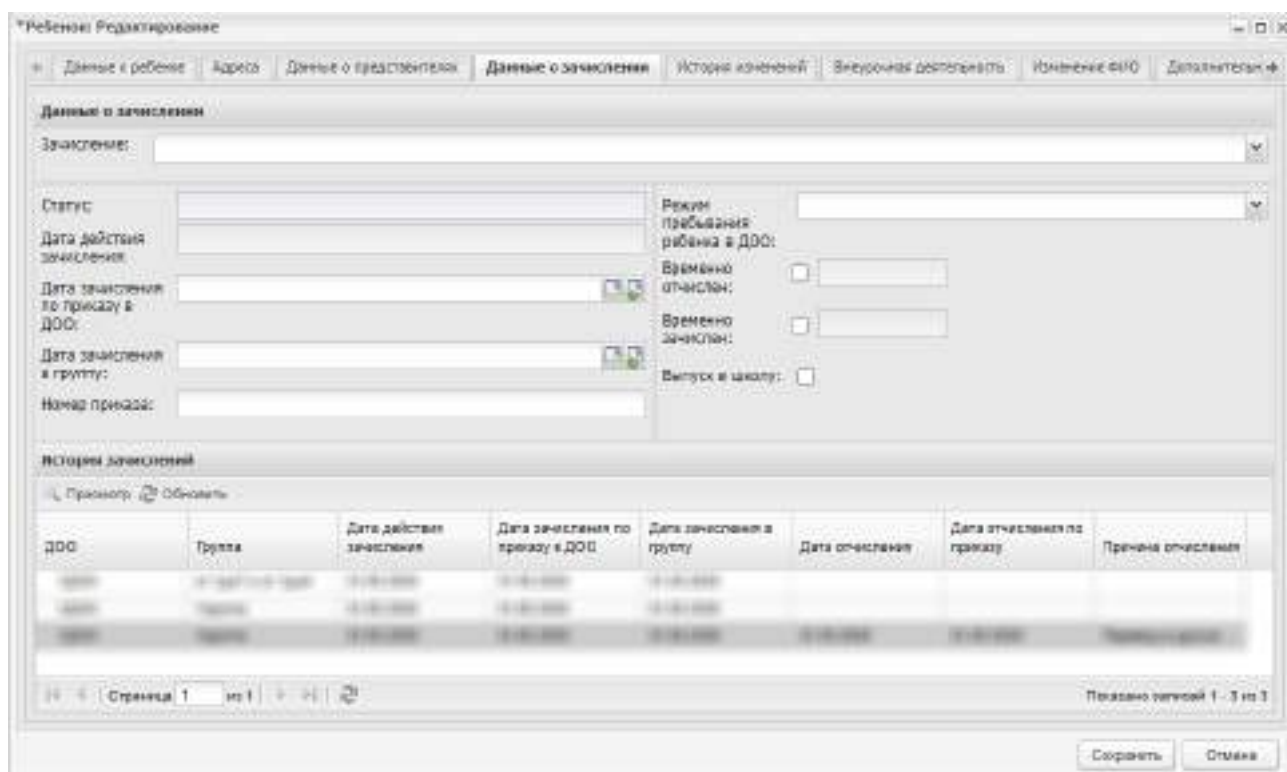 *Ребенок: Редактирование
Данные о ребенке Адреса Данные о представителях Данные о зачислении История изменений Внеурочная деятельность Изменение ФИО Дополнительн
Данные о зачислении
Зачисление:
Статус:
Режим
пребывания
ребенка в ДОО:
Дата действия
зачисления:
Временно
отчислен:
Дата зачисления
по приказу в
ДОО:
Временно
зачислен:
Дата зачисления
в группу:
Выпуск в школу:
Номер приказа:
История зачислений
Просмотр Обновить
ДОО Группа Дата действия зачисления Дата зачисления по приказу в ДОО Дата зачисления в группу Дата отчисления Дата отчисления по приказу Причина отчисления
Страница 1 из 1 Показано записей 1 - 3 из 3
Сохранить Отмена